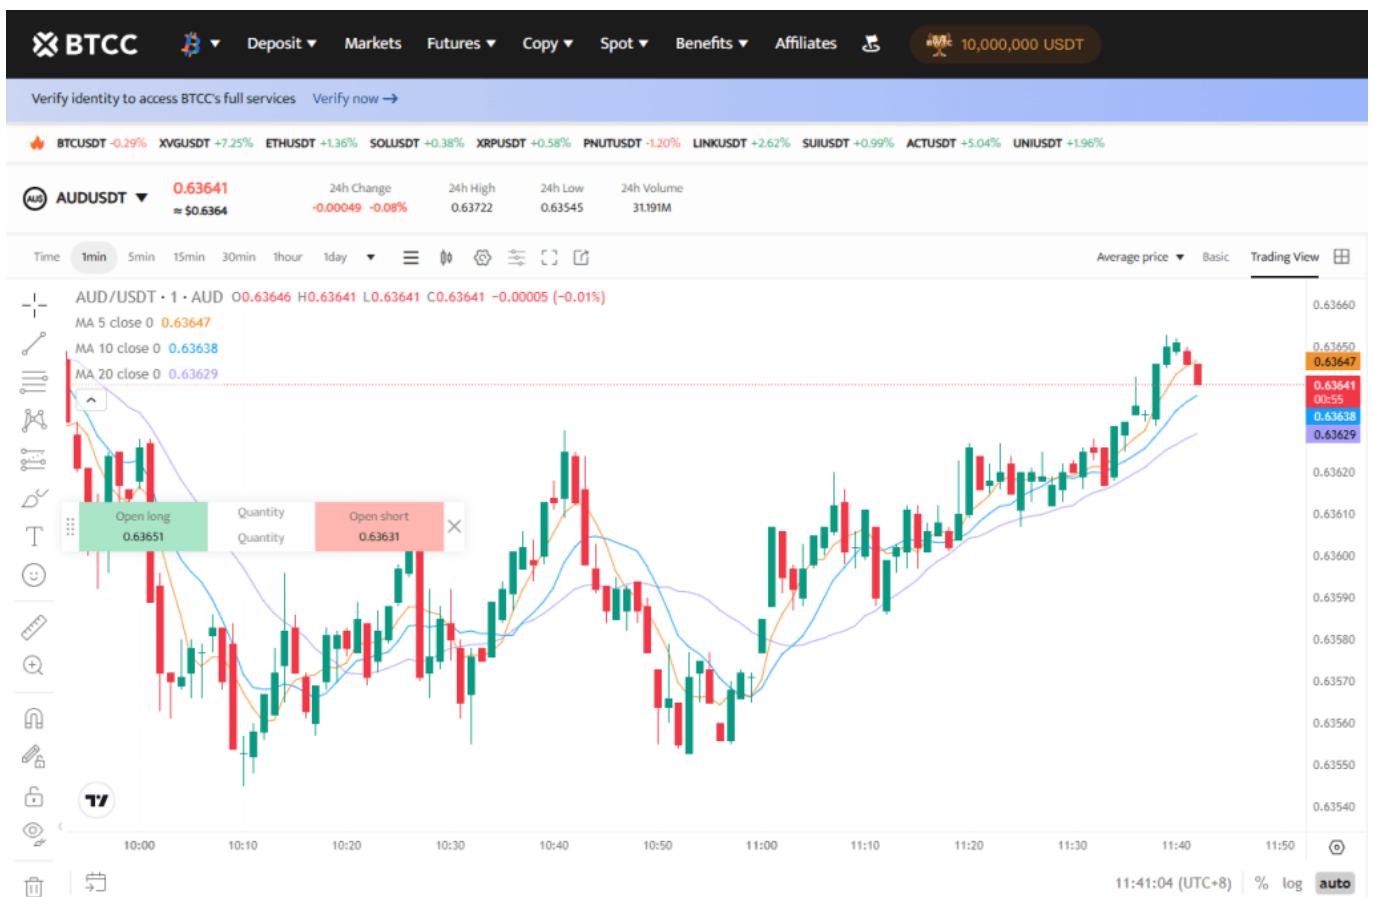 BTCC Deposit Markets Futures Copy Spot Benefits Affiliates 10,000,000 USDT
Verify identity to access BTCC's full services Verify now →
BTCUSDT -0.29% XVGUSDT +7.25% ETHUSDT +1.36% SOLUSDT +0.38% XRPUSDT +0.58% PNUTUSDT -1.20% LINKUSDT +2.62% SUIUSDT +0.99% ACTUSDT +5.04% UNIUSDT +1.96%
AUDUSDT 0.63641 24h Change 24h High 24h Low 24h Volume
≈ $0.6364 -0.00049 -0.08% 0.63722 0.63545 31.191M
Time 1min 5min 15min 30min 1hour 1day Average price Basic Trading View
AUD/USDT · 1 · AUD O0.63646 H0.63641 L0.63641 C0.63641 −0.00005 (−0.01%)
MA 5 close 0 0.63647
MA 10 close 0 0.63638
MA 20 close 0 0.63629
Open long Quantity Open short
0.63651 Quantity 0.63631
0.63660
0.63650
0.63647
0.63641
00:55
0.63638
0.63629
0.63620
0.63610
0.63600
0.63590
0.63580
0.63570
0.63560
0.63550
0.63540
10:00 10:10 10:20 10:30 10:40 10:50 11:00 11:10 11:20 11:30 11:40 11:50
11:41:04 (UTC+8) % log auto